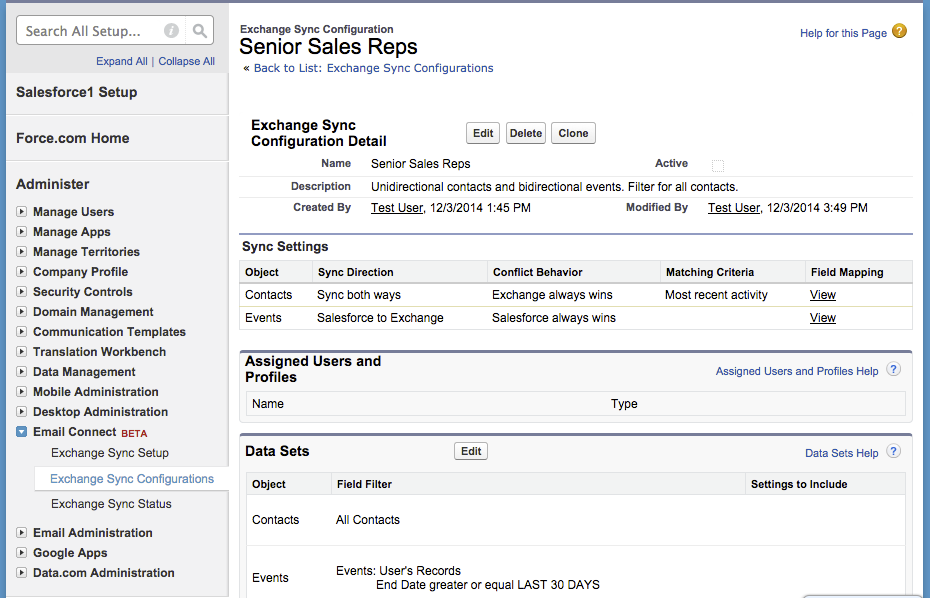 Search All Setup...
Expand All | Collapse All
Salesforce1 Setup
Force.com Home
Administer
Manage Users
Manage Apps
Manage Territories
Company Profile
Security Controls
Domain Management
Communication Templates
Translation Workbench
Data Management
Mobile Administration
Desktop Administration
Email Connect BETA
Exchange Sync Setup
Exchange Sync Configurations
Exchange Sync Status
Email Administration
Google Apps
Data.com Administration
Exchange Sync Configuration
Senior Sales Reps
Help for this Page ?
« Back to List: Exchange Sync Configurations
Exchange Sync
Configuration Detail
Edit Delete Clone
Name Senior Sales Reps Active
Description Unidirectional contacts and bidirectional events. Filter for all contacts.
Created By Test User, 12/3/2014 1:45 PM Modified By Test User, 12/3/2014 3:49 PM
Sync Settings
Object Sync Direction Conflict Behavior Matching Criteria Field Mapping
Contacts Sync both ways Exchange always wins Most recent activity View
Events Salesforce to Exchange Salesforce always wins View
Assigned Users and
Profiles
Assigned Users and Profiles Help ?
Name Type
Data Sets Edit Data Sets Help ?
Object Field Filter Settings to Include
Contacts All Contacts
Events Events: User's Records
End Date greater or equal LAST 30 DAYS